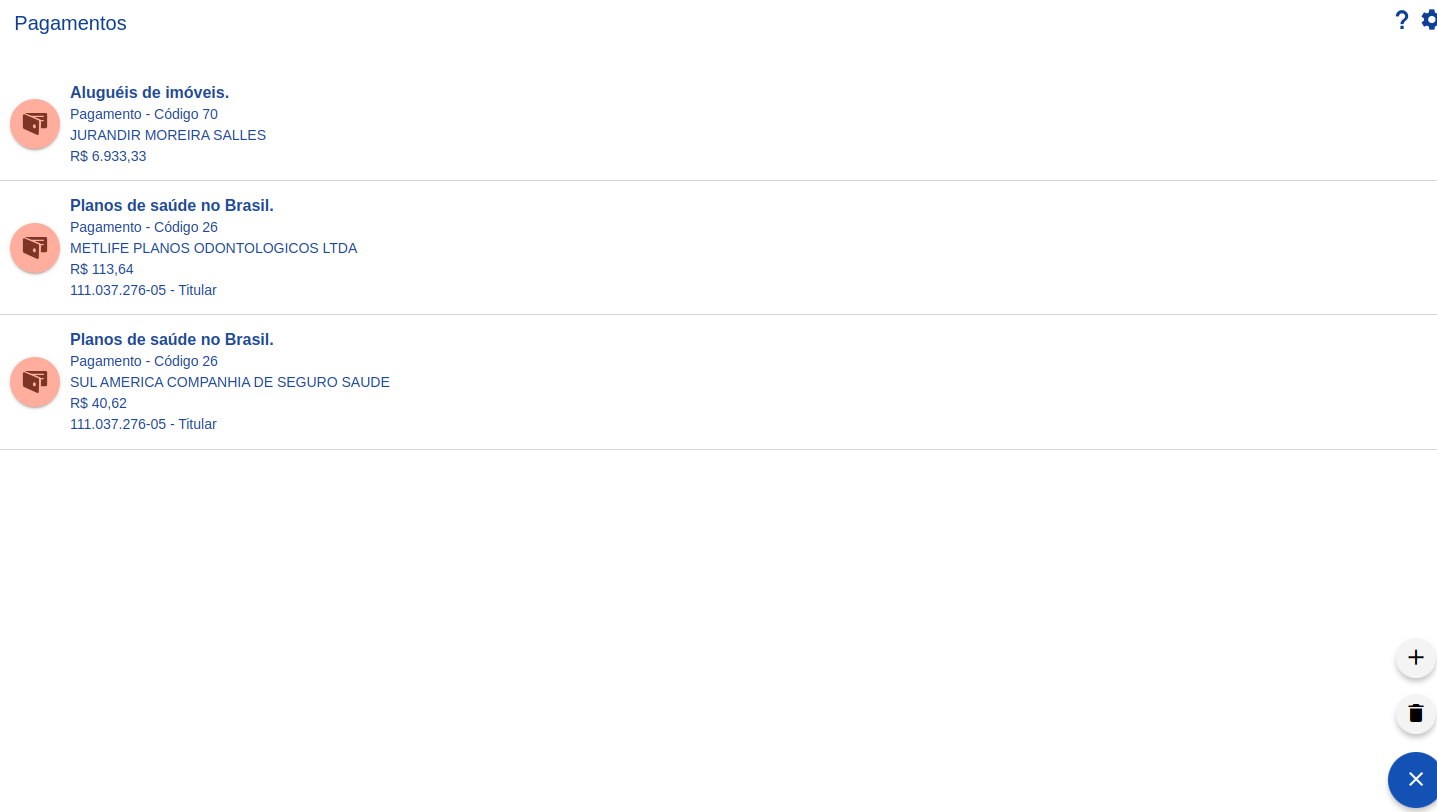 Pagamentos
?
Aluguéis de imóveis.
Pagamento - Código 70
JURANDIR MOREIRA SALLES
R$ 6.933,33
Planos de saúde no Brasil.
Pagamento - Código 26
METLIFE PLANOS ODONTOLOGICOS LTDA
R$ 113,64
111.037.276-05 - Titular
Planos de saúde no Brasil.
Pagamento - Código 26
SUL AMERICA COMPANHIA DE SEGURO SAUDE
R$ 40,62
111.037.276-05 - Titular